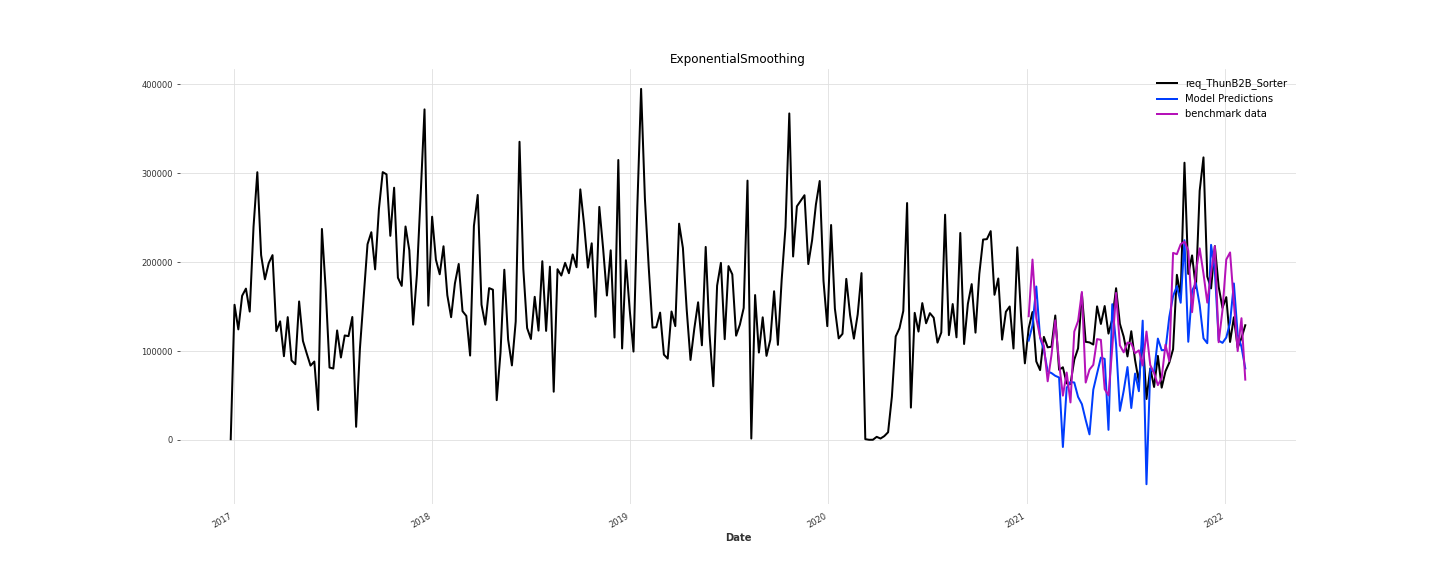 ExponentialSmoothing
req_ThunB2B_Sorter
Model Predictions
benchmark data
400000
300000
200000
100000
0
2017
2018
2019
2020
2021
2022
Date